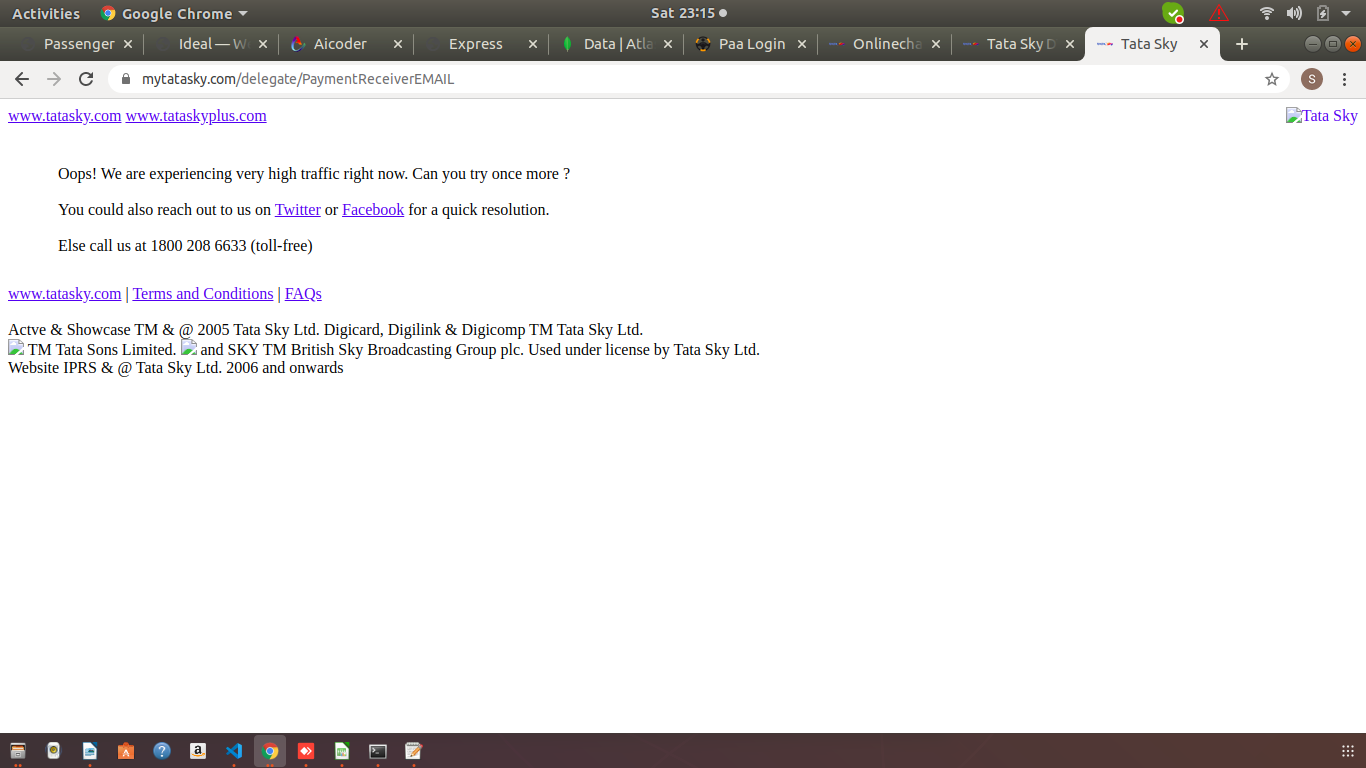 Activities Google Chrome Sat 23:15
Passenger Ideal — We Aicoder Express Data | Atla Paa Login Onlinecha Tata Sky D Tata Sky
mytatasky.com/delegate/PaymentReceiverEMAIL S
www.tatasky.com www.tataskyplus.com Tata Sky
Oops! We are experiencing very high traffic right now. Can you try once more ?
You could also reach out to us on Twitter or Facebook for a quick resolution.
Else call us at 1800 208 6633 (toll-free)
www.tatasky.com | Terms and Conditions | FAQs
Actve & Showcase TM & @ 2005 Tata Sky Ltd. Digicard, Digilink & Digicomp TM Tata Sky Ltd.
TM Tata Sons Limited. and SKY TM British Sky Broadcasting Group plc. Used under license by Tata Sky Ltd.
Website IPRS & @ Tata Sky Ltd. 2006 and onwards